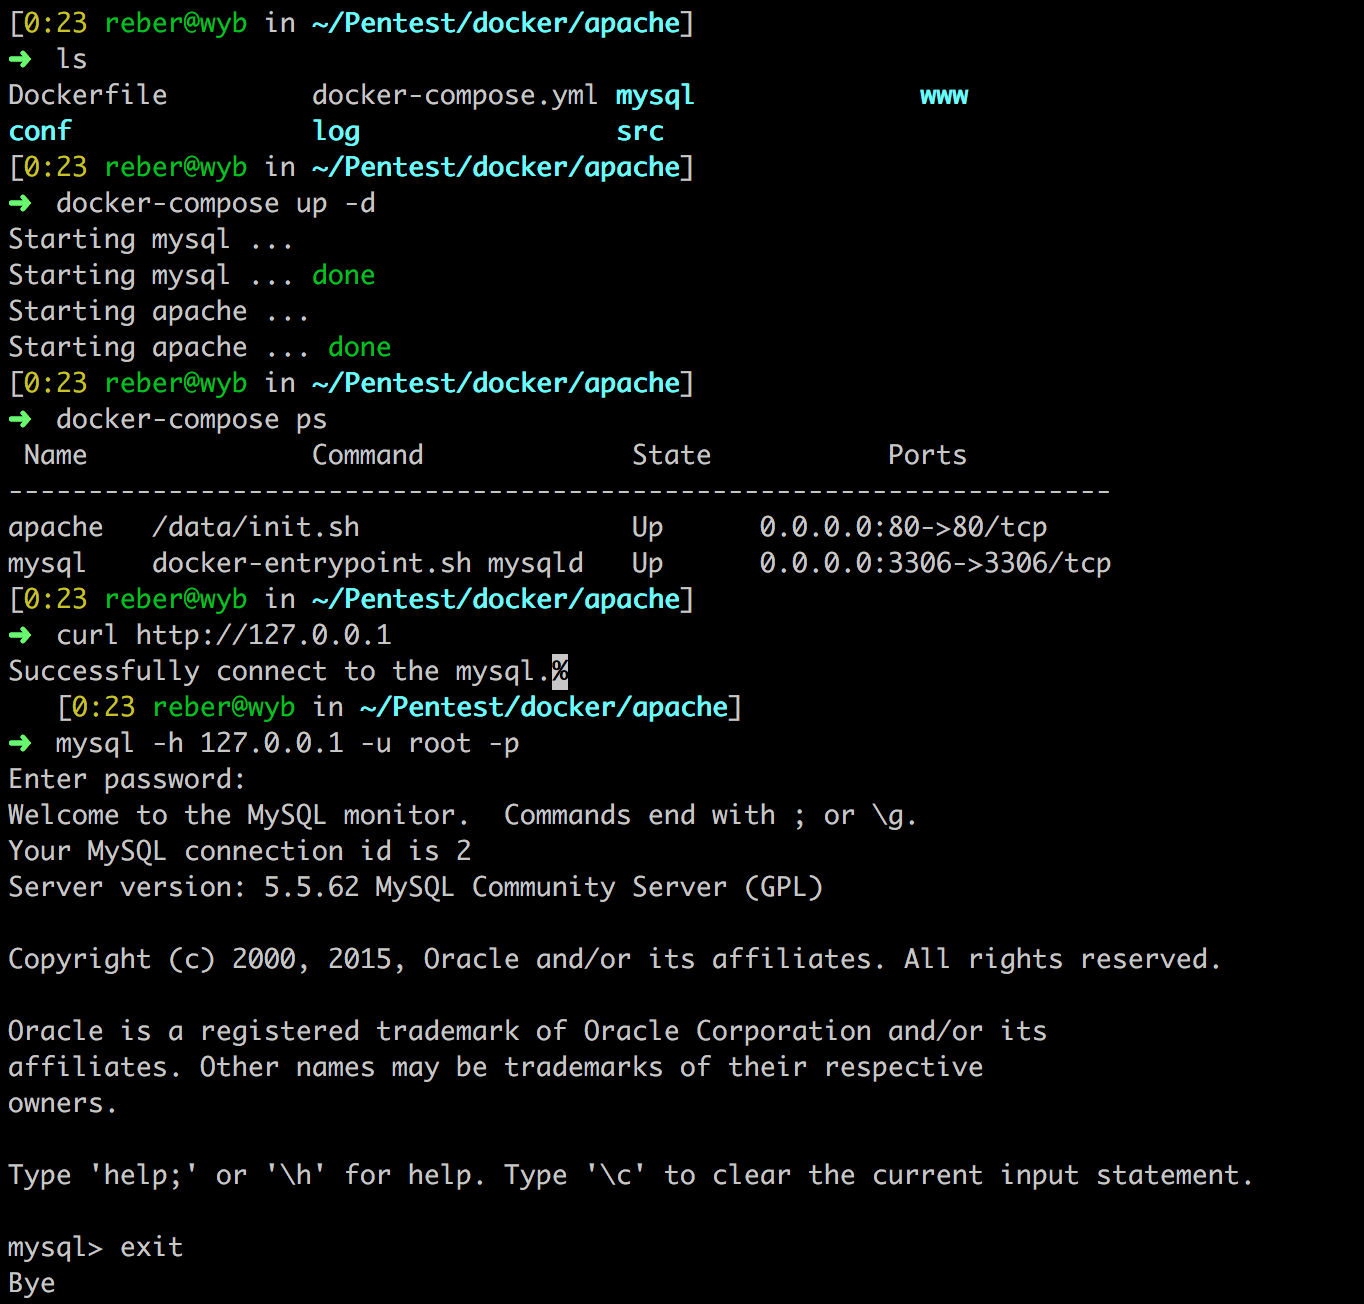 [0:23 reber@wyb in ~/Pentest/docker/apache]
➜  ls
Dockerfile         docker-compose.yml mysql              www
conf               log                src
[0:23 reber@wyb in ~/Pentest/docker/apache]
➜  docker-compose up -d
Starting mysql ...
Starting mysql ... done
Starting apache ...
Starting apache ... done
[0:23 reber@wyb in ~/Pentest/docker/apache]
➜  docker-compose ps
 Name              Command             State           Ports
---------------------------------------------------------------------
apache   /data/init.sh                 Up      0.0.0.0:80->80/tcp
mysql    docker-entrypoint.sh mysqld   Up      0.0.0.0:3306->3306/tcp
[0:23 reber@wyb in ~/Pentest/docker/apache]
➜  curl http://127.0.0.1
Successfully connect to the mysql.%
   [0:23 reber@wyb in ~/Pentest/docker/apache]
➜  mysql -h 127.0.0.1 -u root -p
Enter password:
Welcome to the MySQL monitor.  Commands end with ; or \g.
Your MySQL connection id is 2
Server version: 5.5.62 MySQL Community Server (GPL)

Copyright (c) 2000, 2015, Oracle and/or its affiliates. All rights reserved.

Oracle is a registered trademark of Oracle Corporation and/or its
affiliates. Other names may be trademarks of their respective
owners.

Type 'help;' or '\h' for help. Type '\c' to clear the current input statement.

mysql> exit
Bye